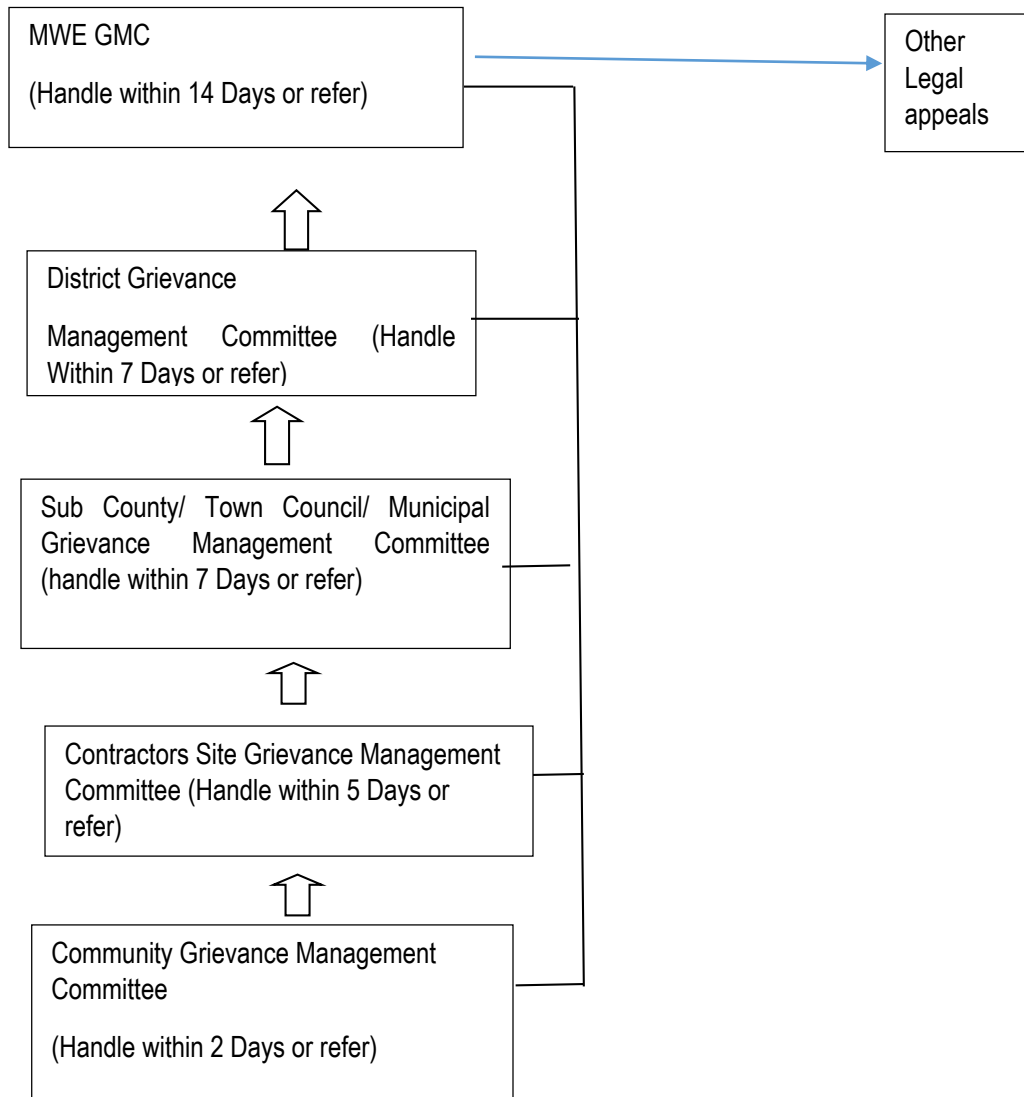 MWE GMC
(Handle within 14 Days or refer)
Other
Legal
appeals
District Grievance
Management Committee (Handle
Within 7 Days or refer)
Sub County/ Town Council/ Municipal
Grievance Management Committee
(handle within 7 Days or refer)
Contractors Site Grievance Management
Committee (Handle within 5 Days or
refer)
Community Grievance Management
Committee
(Handle within 2 Days or refer)